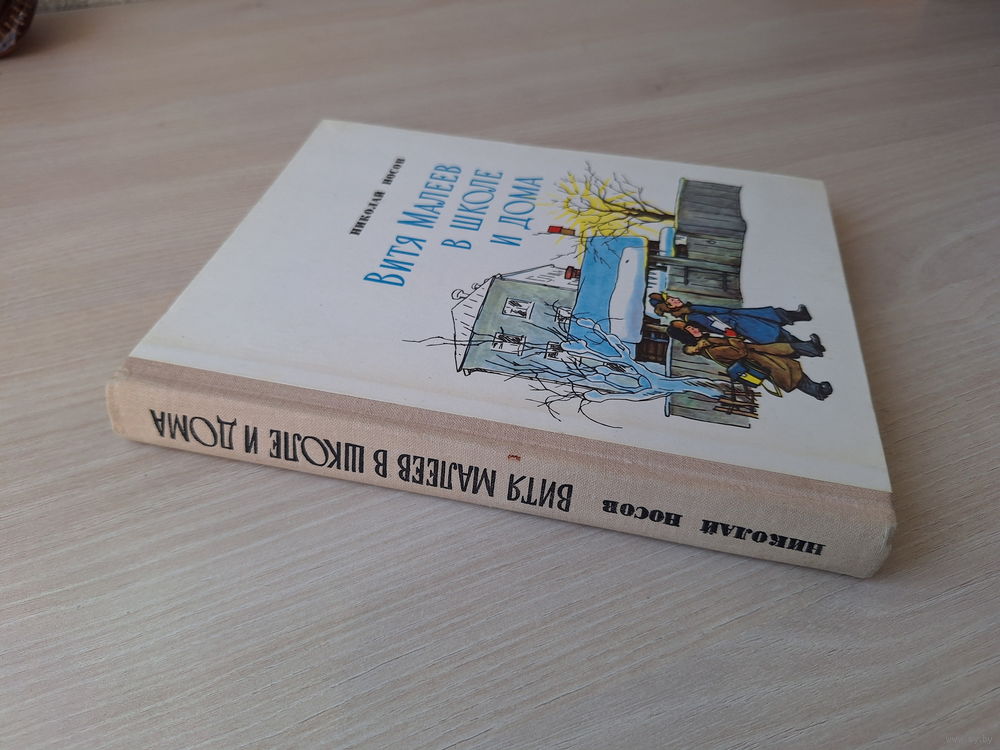 НИКОЛАЙ НОСОВ
ВИТЯ МАЛЕЕВ
В ШКОЛЕ
И ДОМА
НИКОЛАЙ НОСОВ ВИТЯ МАЛЕЕВ В ШКОЛЕ И ДОМА